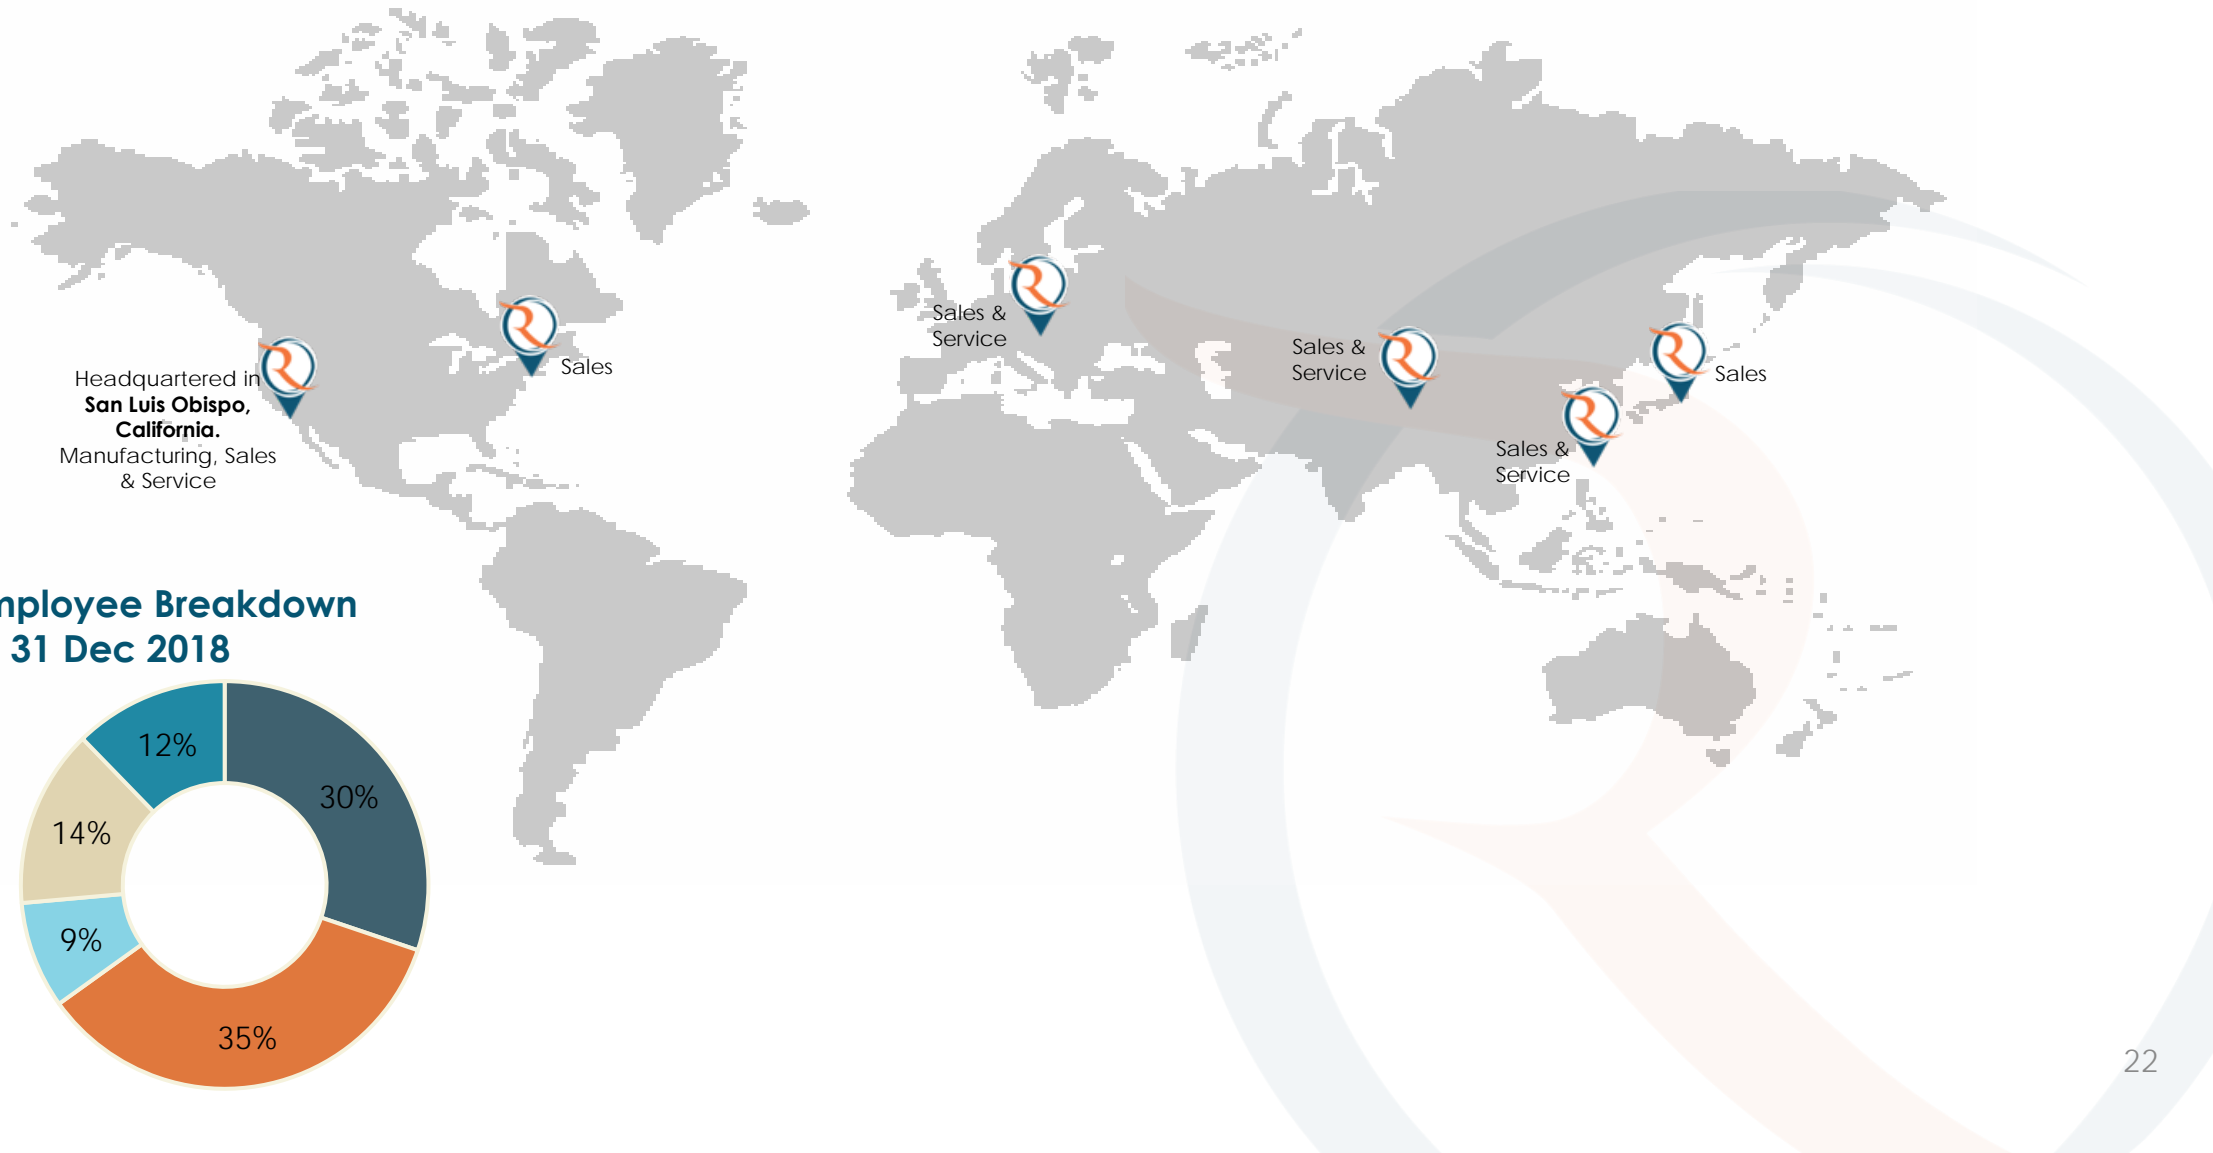 Sales &
Service
Sales &
Service
Sales
Sales
Headquartered in
San Luis Obispo,
California.
Manufacturing, Sales
& Service
Sales &
Service
mployee Breakdown
31 Dec 2018
12%
30%
14%
9%
35%
22